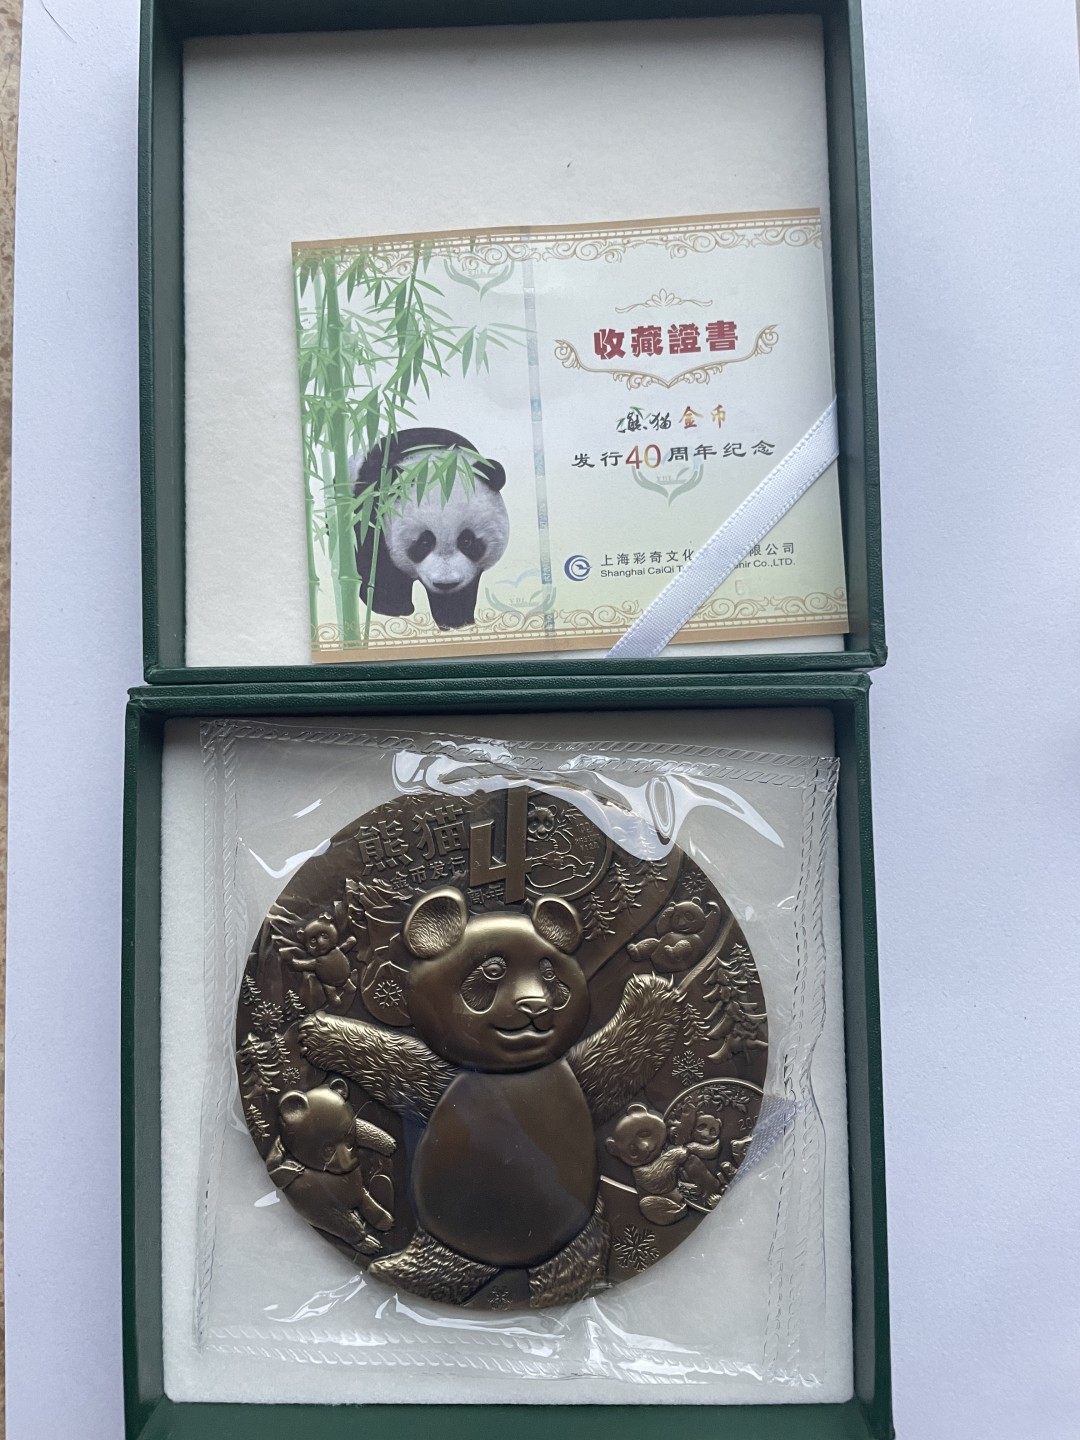 收藏證書
熊猫金币
发行40周年纪念
上海彩奇文化
限公司
Shanghai CaiQi
Co.,LTD.
熊猫4
金币发行
周年